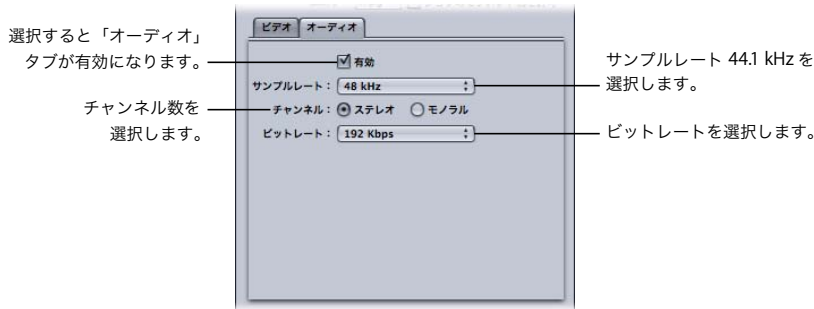 ビデオ オーディオ
選択すると「オーディオ」
タブが有効になります。
有効
サンプルレート 44.1 kHz を
選択します。
サンプルレート： 48 kHz
チャンネル数を
選択します。
チャンネル： ステレオ モノラル
ビットレート： 192 Kbps
ビットレートを選択します。